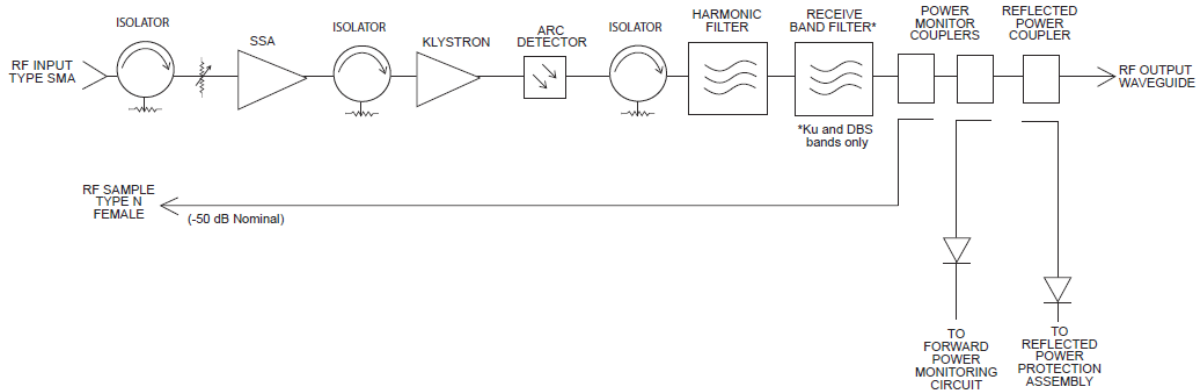 ISOLATOR
RF INPUT
TYPE SMA
SSA
ISOLATOR
KLYSTRON
ARC
DETECTOR
ISOLATOR
HARMONIC
FILTER
RECEIVE
BAND FILTER*
*Ku and DBS
bands only
POWER
MONITOR
COUPLERS
REFLECTED
POWER
COUPLER
RF OUTPUT
WAVEGUIDE
RF SAMPLE
TYPE N
FEMALE
(-50 dB Nominal)
TO
FORWARD
POWER
MONITORING
CIRCUIT
TO
REFLECTED
POWER
PROTECTION
ASSEMBLY